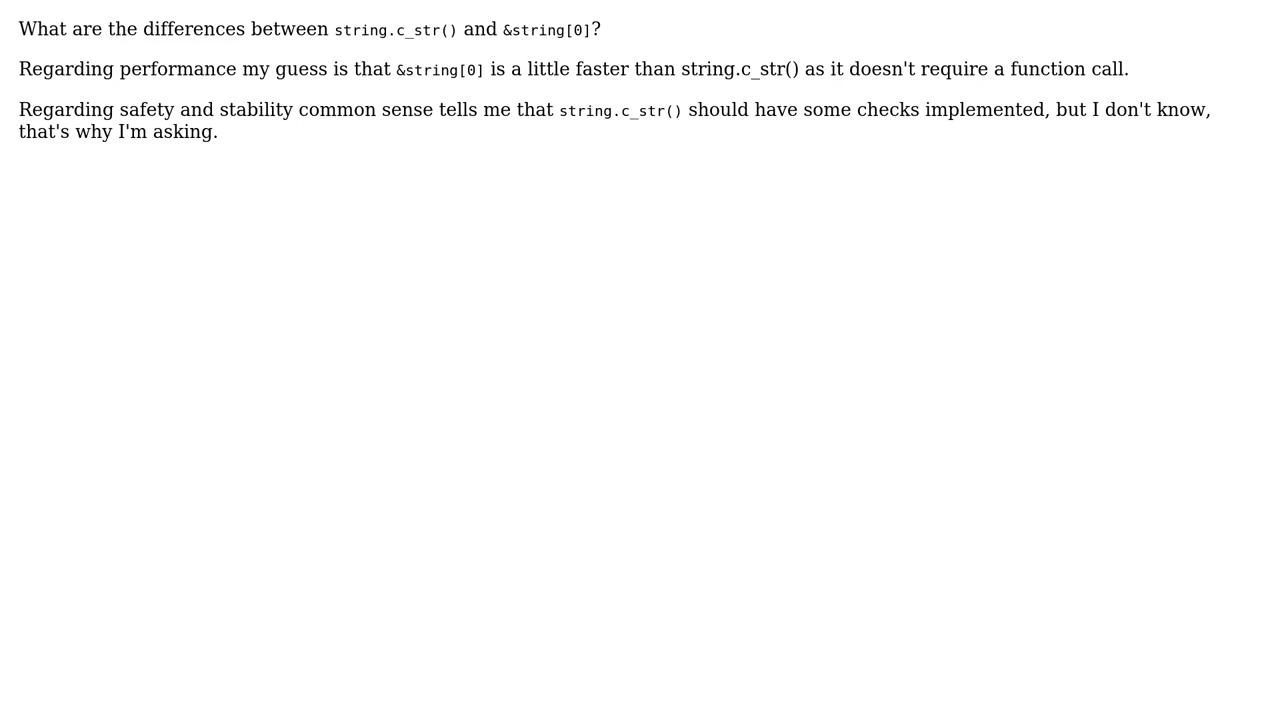 What are the differences between string.c_str() and &string[0]?
Regarding performance my guess is that &string[0] is a little faster than string.c_str() as it doesn't require a function call.
Regarding safety and stability common sense tells me that string.c_str() should have some checks implemented, but I don't know,
that's why I'm asking.